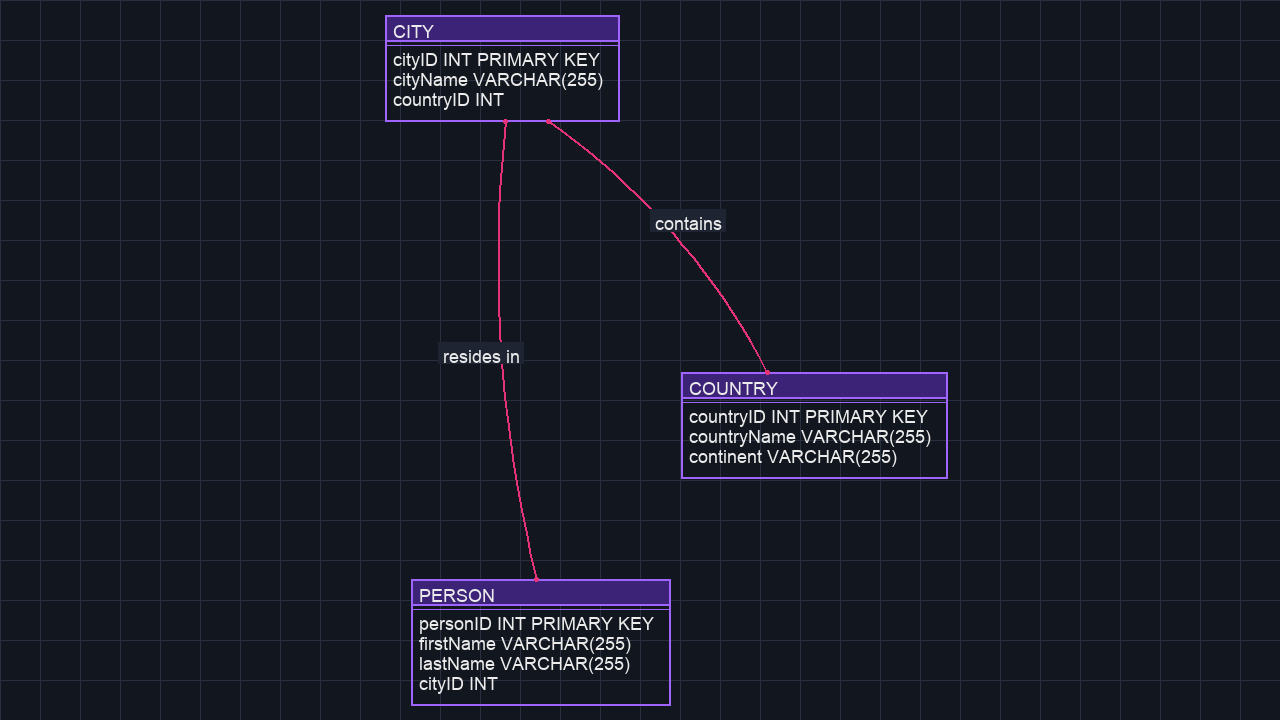 CITY
cityID INT PRIMARY KEY
cityName VARCHAR(255)
countryID INT
contains
resides in
COUNTRY
countryID INT PRIMARY KEY
countryName VARCHAR(255)
continent VARCHAR(255)
PERSON
personID INT PRIMARY KEY
firstName VARCHAR(255)
lastName VARCHAR(255)
cityID INT